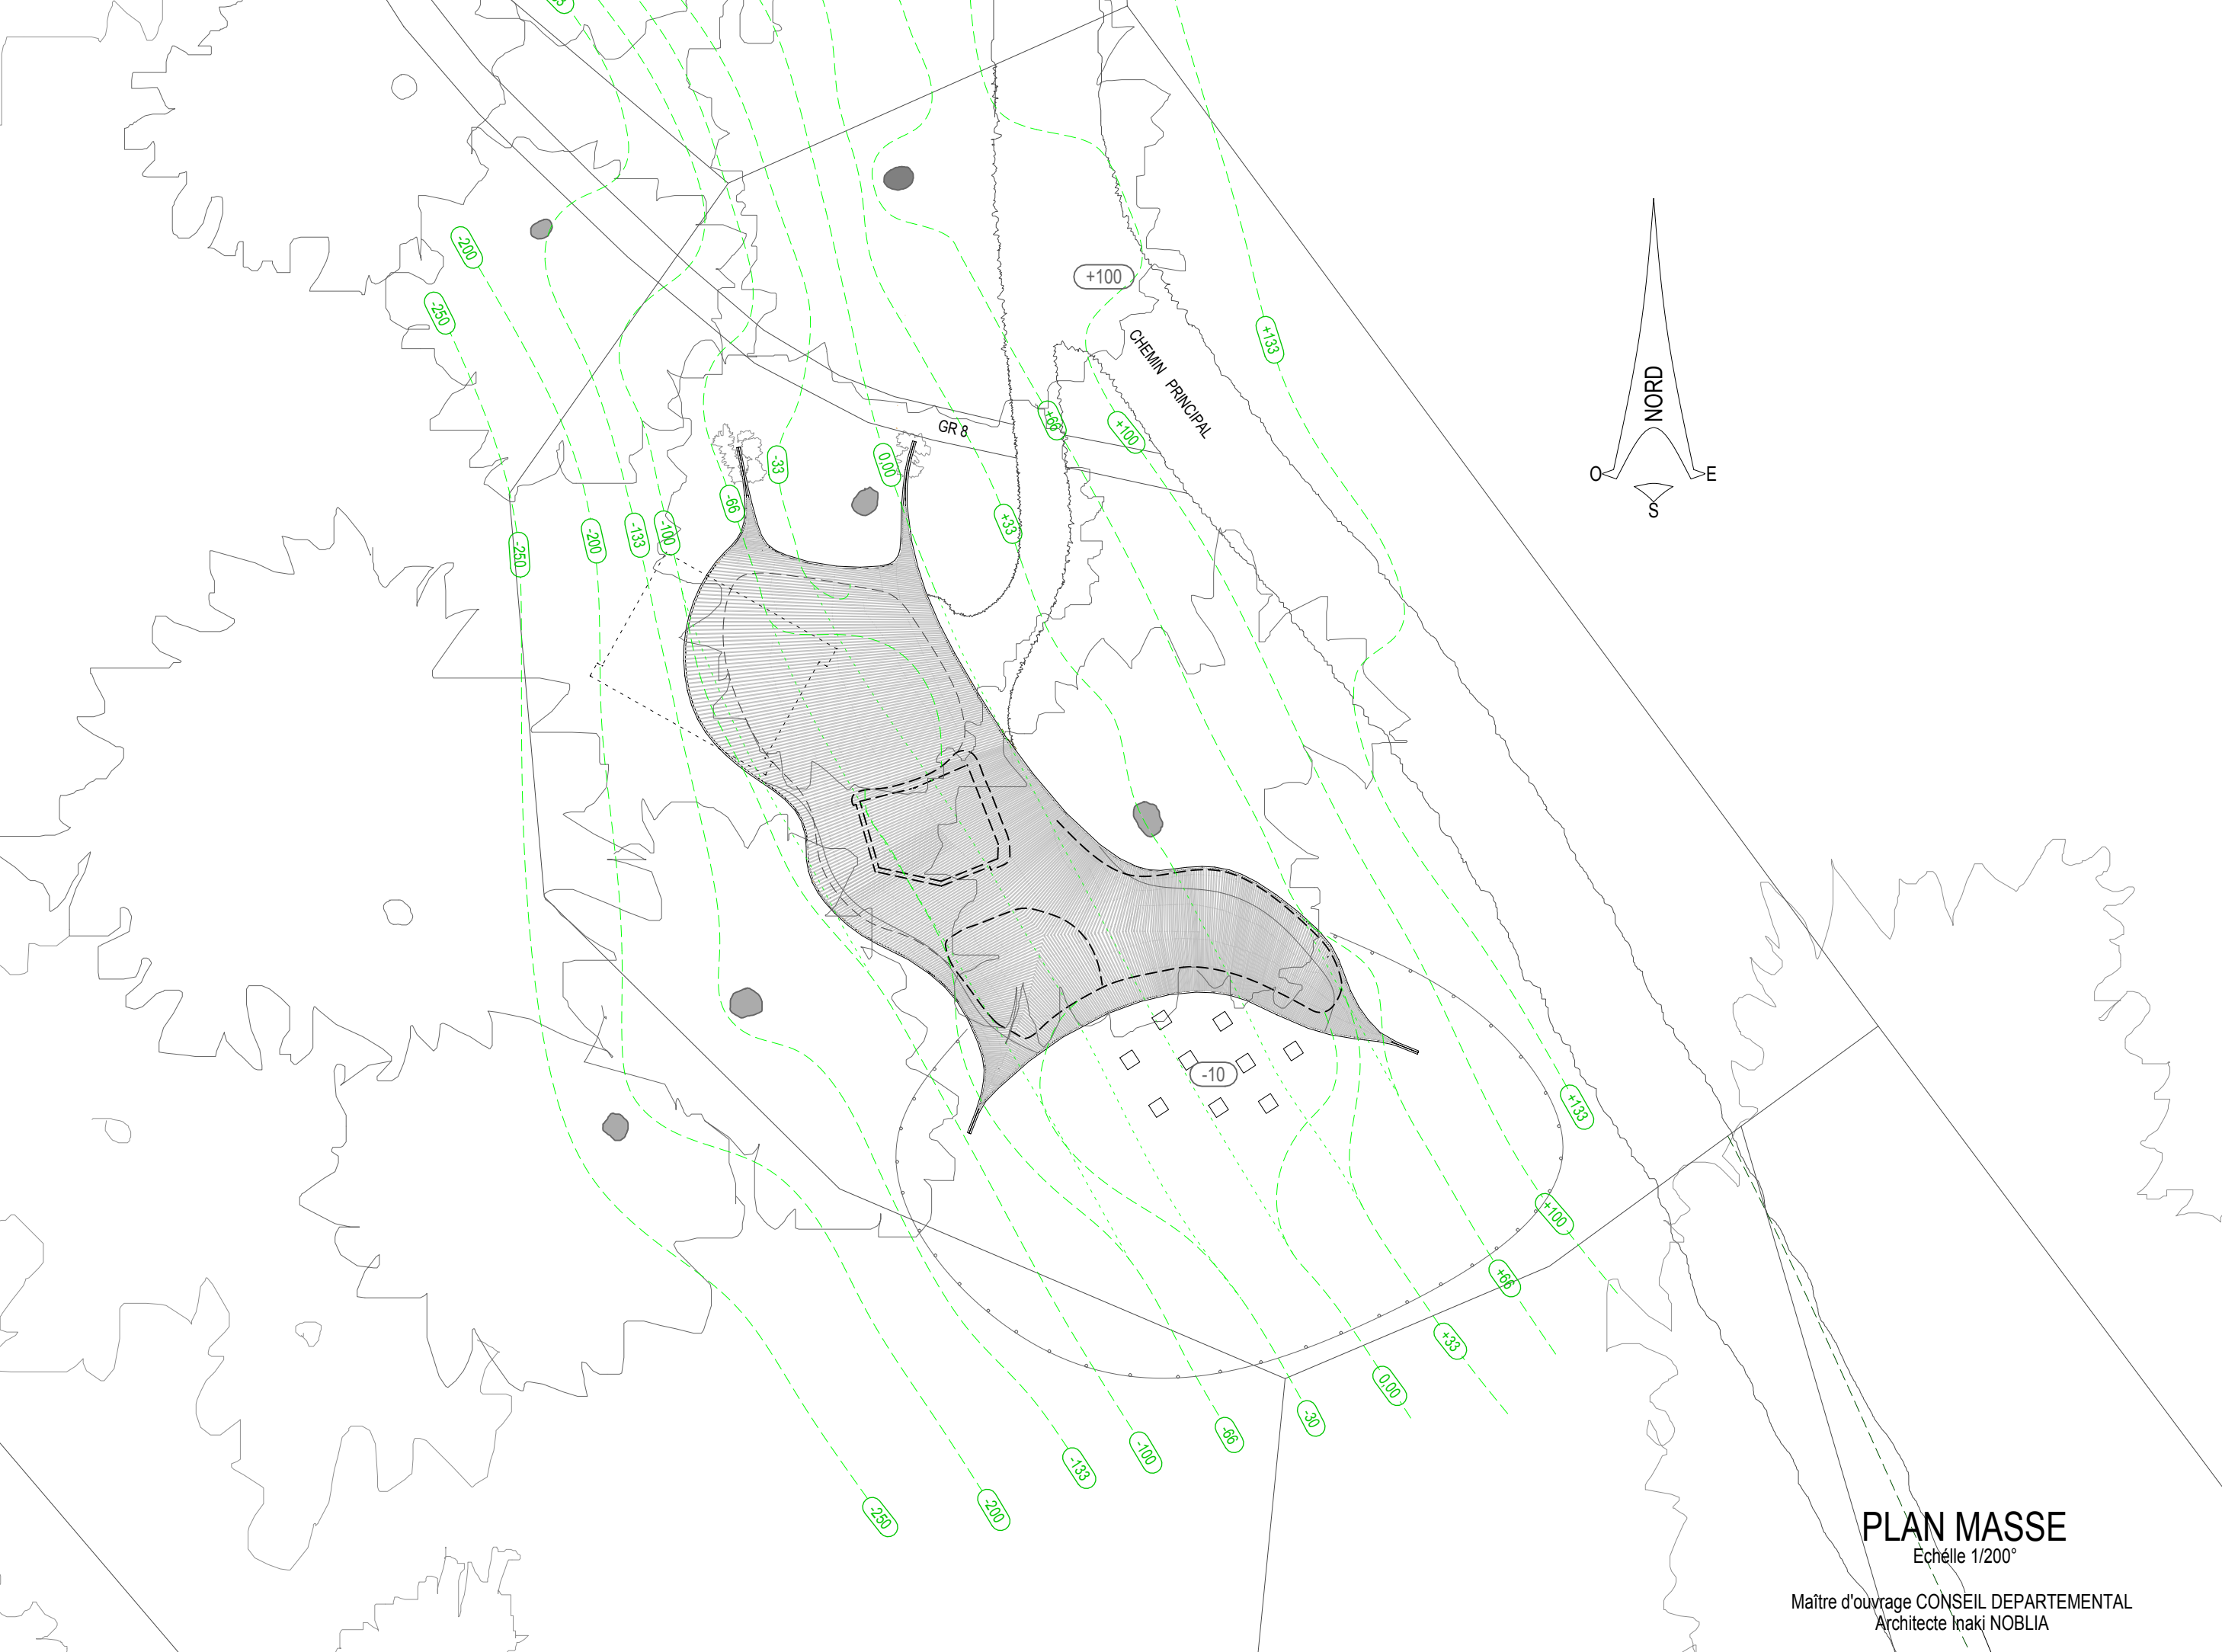 -200
-250
+100
+133
CHEMIN PRINCIPAL
NORD
O
E
S
GR 8
+66
+100
-33
0,00
-66
+33
-250
-200
-133
-100
-10
+133
+100
+66
+33
0,00
-30
-66
-100
-133
-200
-250
PLAN MASSE
Echélle 1/200°
Maître d'ouvrage CONSEIL DEPARTEMENTAL
Architecte Inaki NOBLIA